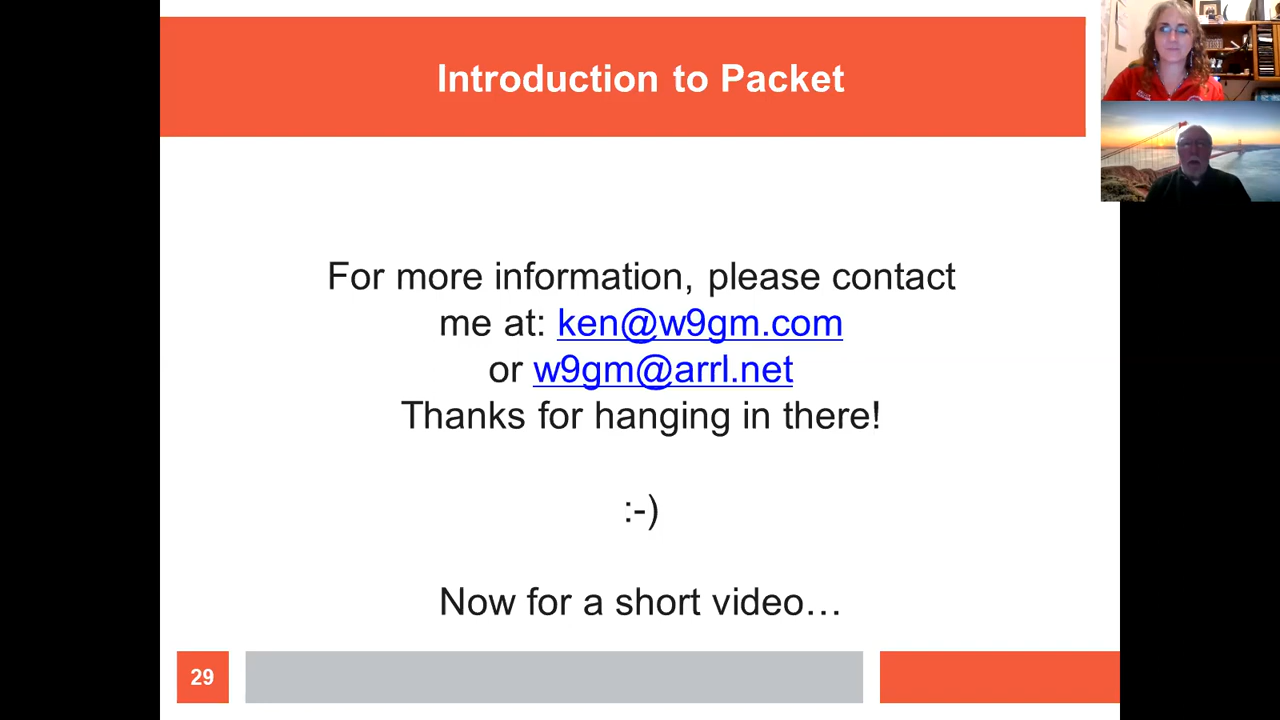 Introduction to Packet
For more information, please contact
me at: ken@w9gm.com
or w9gm@arrl.net
Thanks for hanging in there!
:-)
Now for a short video…
29